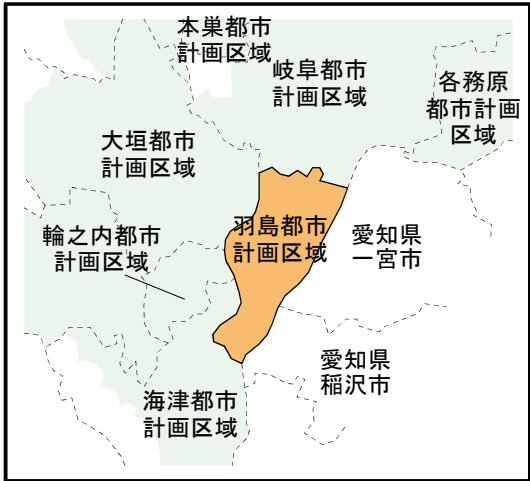 本巣都市
計画区域
岐阜都市
計画区域
各務原
都市計画
区域
大垣都市
計画区域
羽島都市
計画区域
輪之内都市
計画区域
愛知県
一宮市
愛知県
稲沢市
海津都市
計画区域